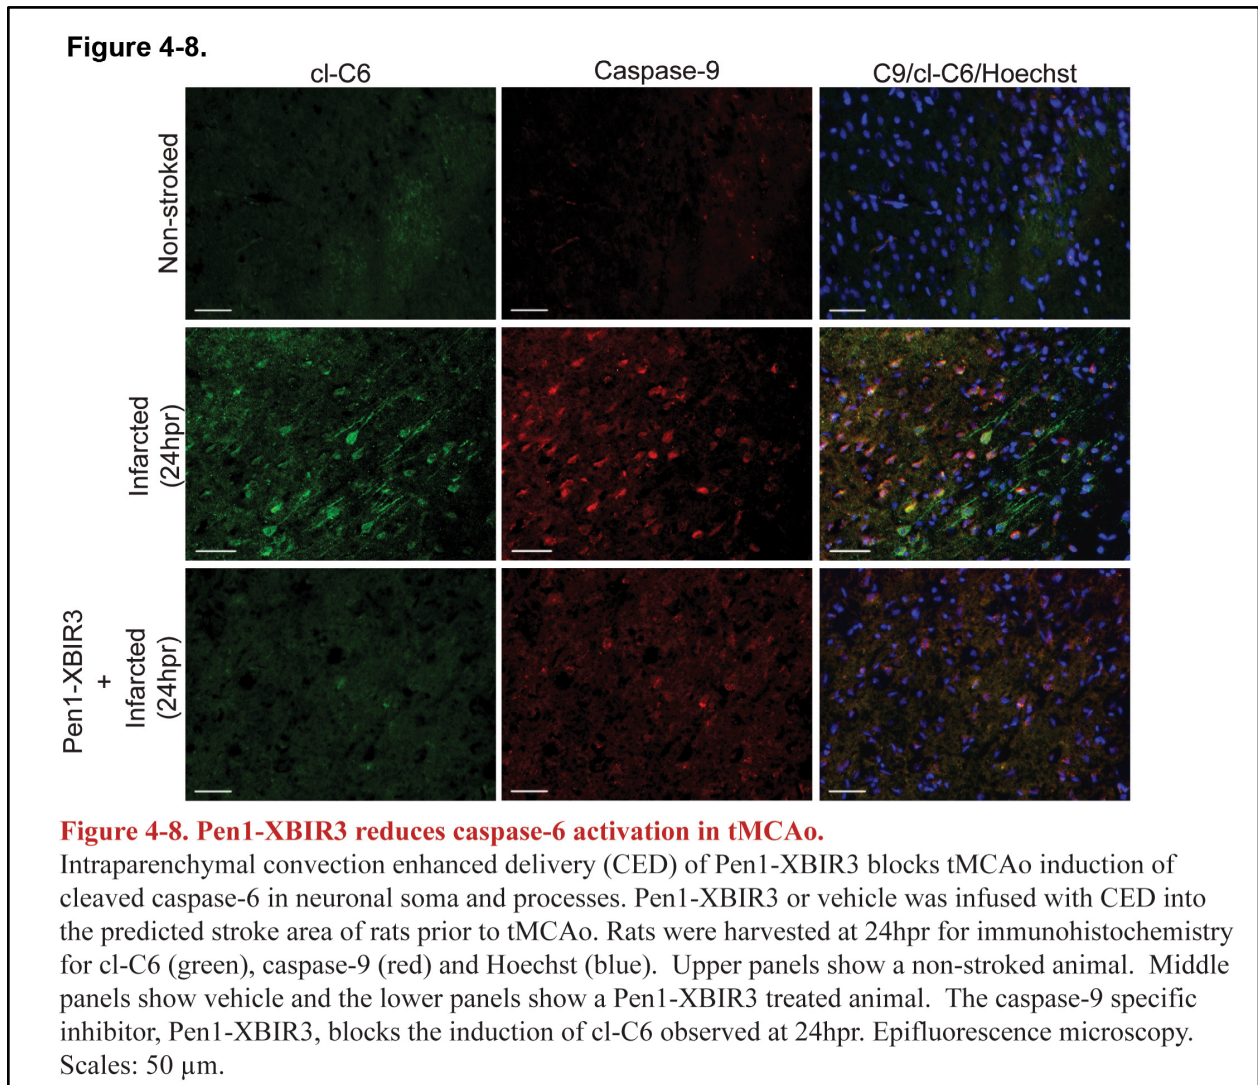 Figure 4-8.
cl-C6
Caspase-9
C9/cl-C6/Hoechst
Non-stroked
Infarcted
(24hpr)
Pen1-XBIR3
+
Infarcted
(24hpr)
Figure 4-8. Pen1-XBIR3 reduces caspase-6 activation in tMCAo.
Intraparenchymal convection enhanced delivery (CED) of Pen1-XBIR3 blocks tMCAo induction of
cleaved caspase-6 in neuronal soma and processes. Pen1-XBIR3 or vehicle was infused with CED into
the predicted stroke area of rats prior to tMCAo. Rats were harvested at 24hpr for immunohistochemistry
for cl-C6 (green), caspase-9 (red) and Hoechst (blue).  Upper panels show a non-stroked animal.  Middle
panels show vehicle and the lower panels show a Pen1-XBIR3 treated animal.  The caspase-9 specific
inhibitor, Pen1-XBIR3, blocks the induction of cl-C6 observed at 24hpr. Epifluorescence microscopy.
Scales: 50 µm.